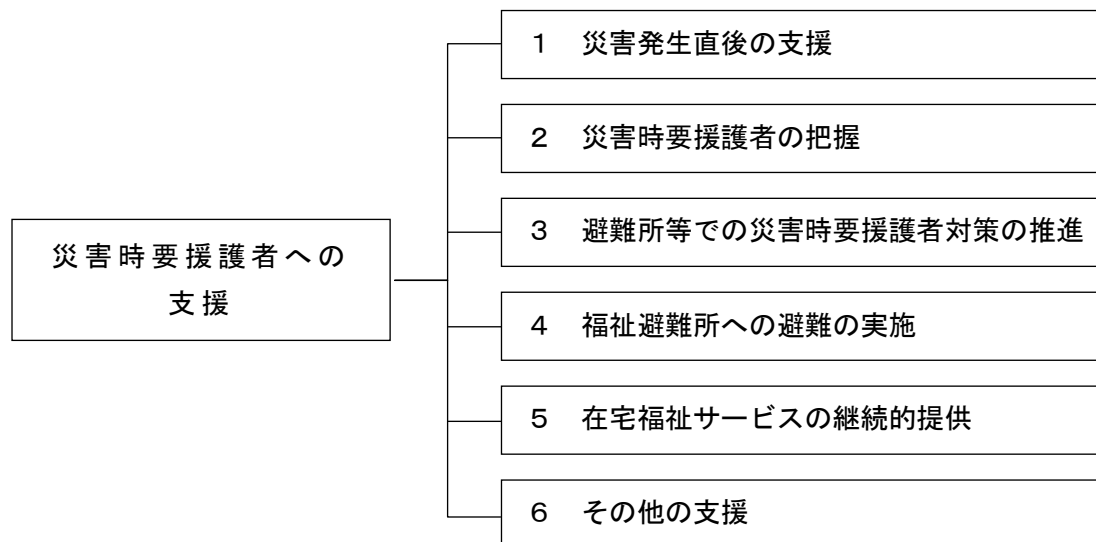 災害時要援護者への
支援
1 災害発生直後の支援
2 災害時要援護者の把握
3 避難所等での災害時要援護者対策の推進
4 福祉避難所への避難の実施
5 在宅福祉サービスの継続的提供
6 その他の支援